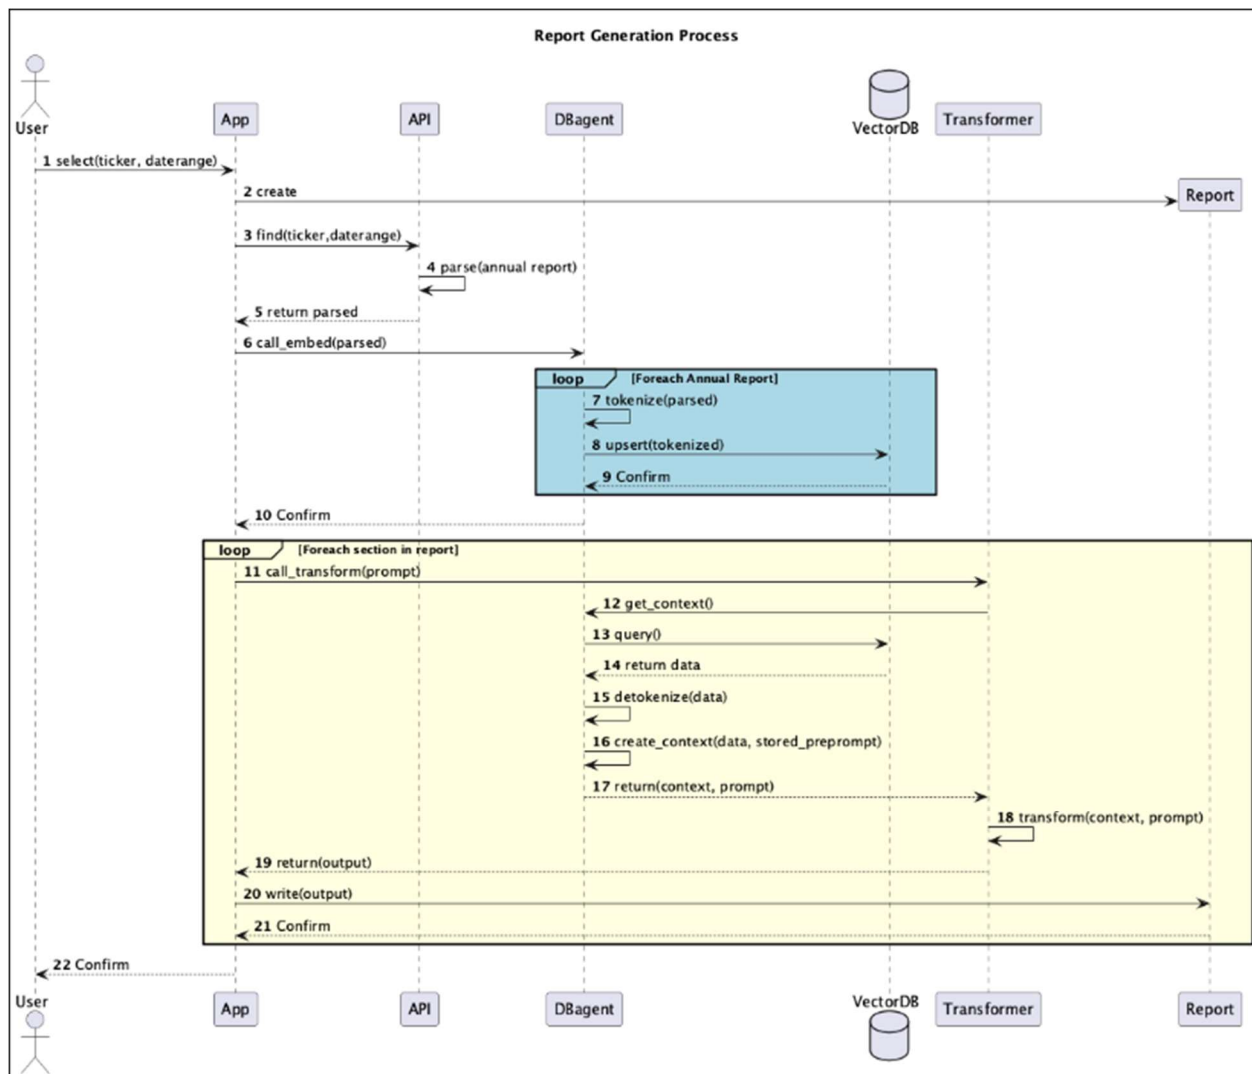 Report Generation Process
User
App
API
DBagent
VectorDB
Transformer
1 select(ticker, daterange)
2 create
Report
3 find(ticker,daterange)
4 parse(annual report)
5 return parsed
6 call_embed(parsed)
loop [Foreach Annual Report]
7 tokenize(parsed)
8 upsert(tokenized)
9 Confirm
10 Confirm
loop [Foreach section in report]
11 call_transform(prompt)
12 get_context()
13 query()
14 return data
15 detokenize(data)
16 create_context(data, stored_preprompt)
17 return(context, prompt)
18 transform(context, prompt)
19 return(output)
20 write(output)
21 Confirm
22 Confirm
User
App
API
DBagent
VectorDB
Transformer
Report